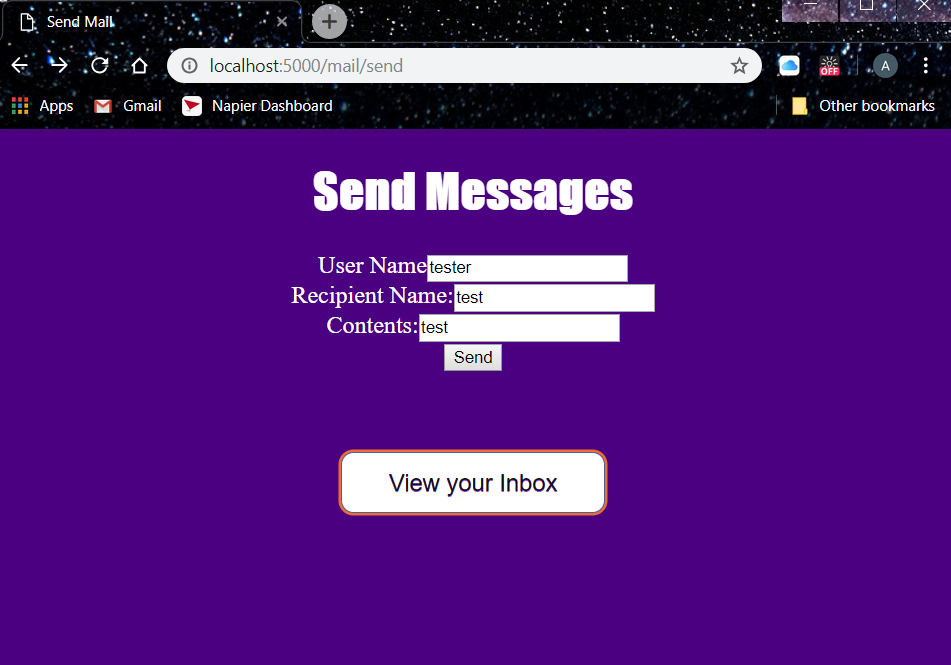 Send Mail
localhost:5000/mail/send
OFF
A
Apps Gmail Napier Dashboard Other bookmarks
Send Messages
User Name tester
Recipient Name: test
Contents: test
Send
View your Inbox